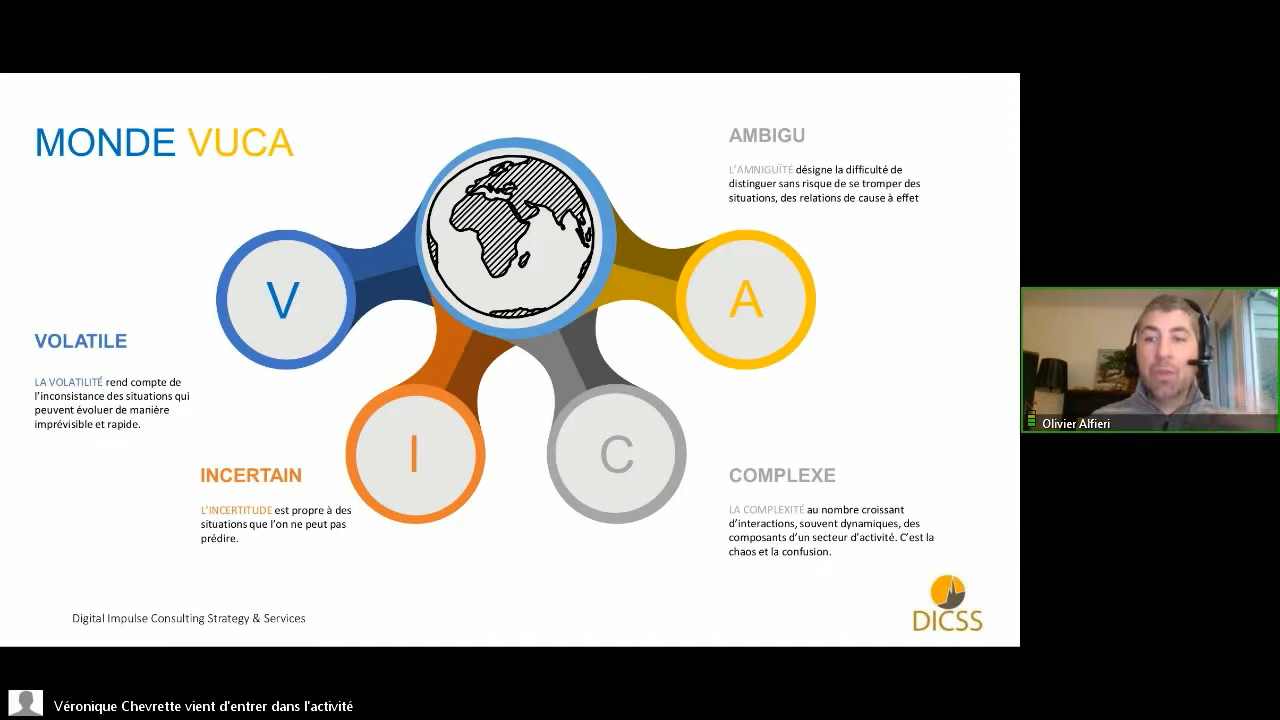 MONDE VUCA
AMBIGU
L'AMNIGUÏTÉ désigne la difficulté de
distinguer sans risque de se tromper des
situations, des relations de cause à effet
V
A
VOLATILE
LA VOLATILITÉ rend compte de
l'inconsistance des situations qui
peuvent évoluer de manière
imprévisible et rapide.
I
C
INCERTAIN
L'INCERTITUDE est propre à des
situations que l'on ne peut pas
prédire.
COMPLEXE
LA COMPLEXITÉ au nombre croissant
d'interactions, souvent dynamiques, des
composants d'un secteur d'activité. C'est la
chaos et la confusion.
Digital Impulse Consulting Strategy & Services
DICSS
Olivier Alfieri
Véronique Chevrette vient d'entrer dans l'activité